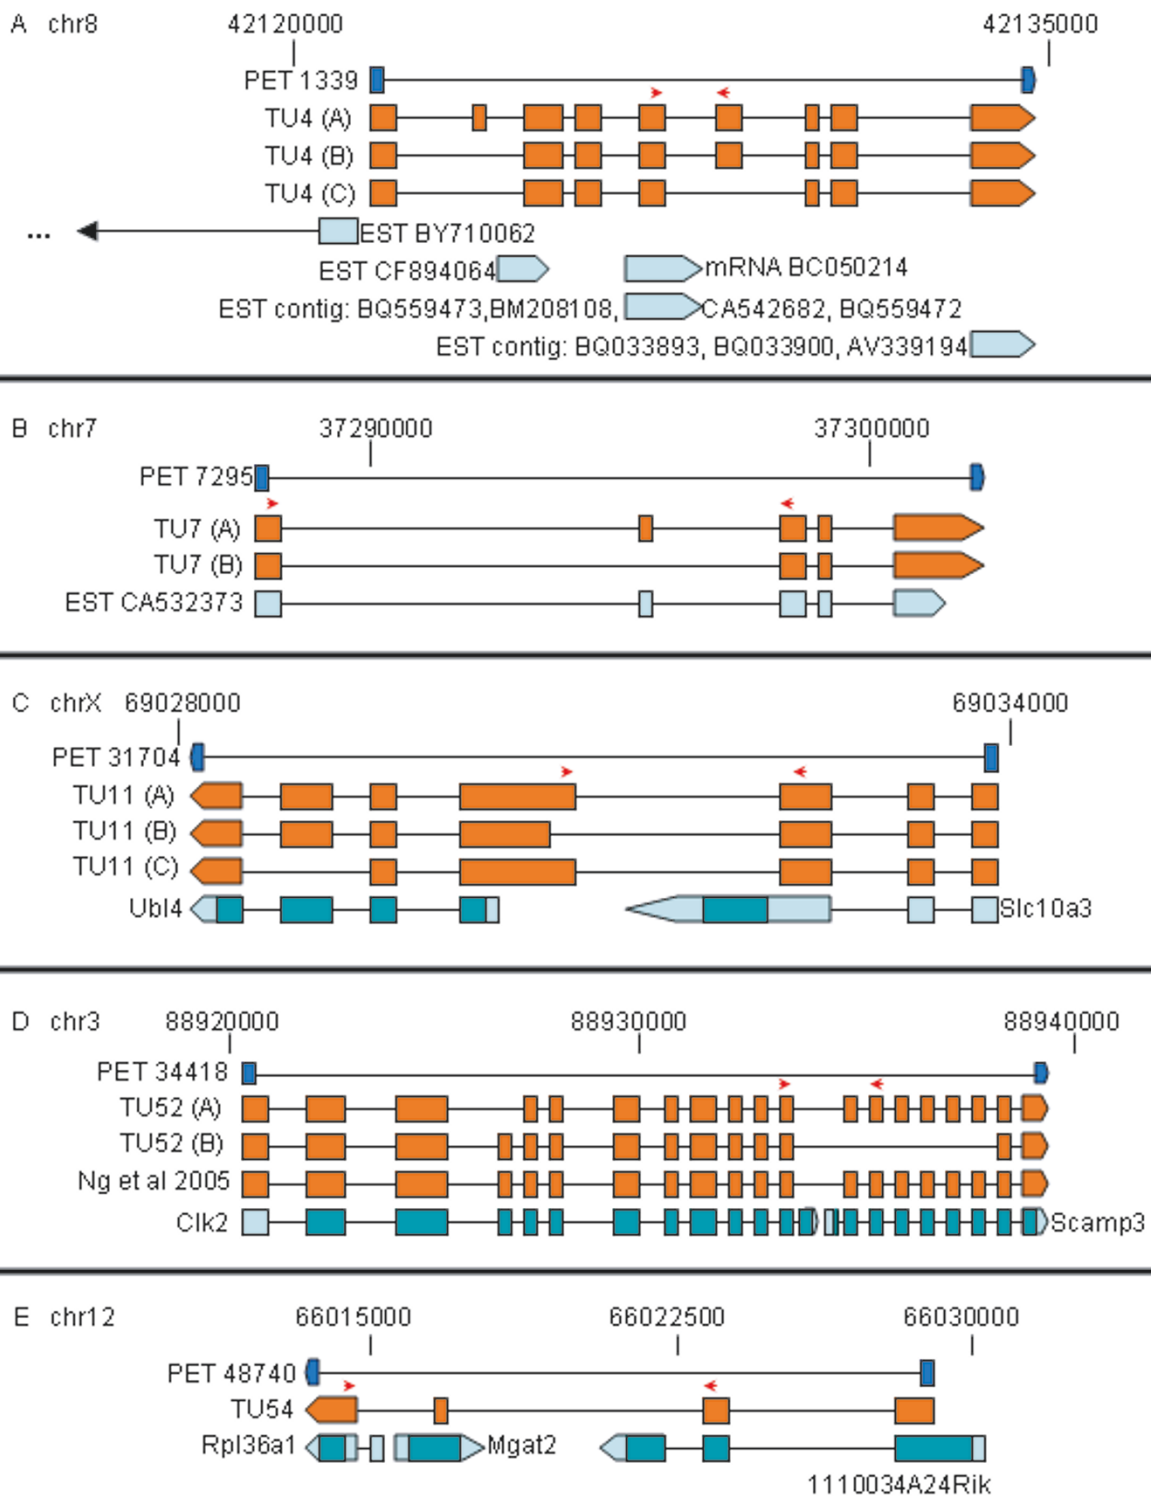 A chr8 42120000 42135000
PET 1339
TU4 (A)
TU4 (B)
TU4 (C)
... EST BY710062
EST CF894064 mRNA BC050214
EST contig: BQ559473,BM208108, CA542682, BQ559472
EST contig: BQ033893, BQ033900, AV339194
B chr7 37290000 37300000
PET 7295
TU7 (A)
TU7 (B)
EST CA532373
C chrX 69028000 69034000
PET 31704
TU11 (A)
TU11 (B)
TU11 (C)
Ubl4 Slc10a3
D chr3 88920000 88930000 88940000
PET 34418
TU52 (A)
TU52 (B)
Ng et al 2005
Clk2 Scamp3
E chr12 66015000 66022500 66030000
PET 48740
TU54
Rpl36a1 Mgat2
1110034A24Rik